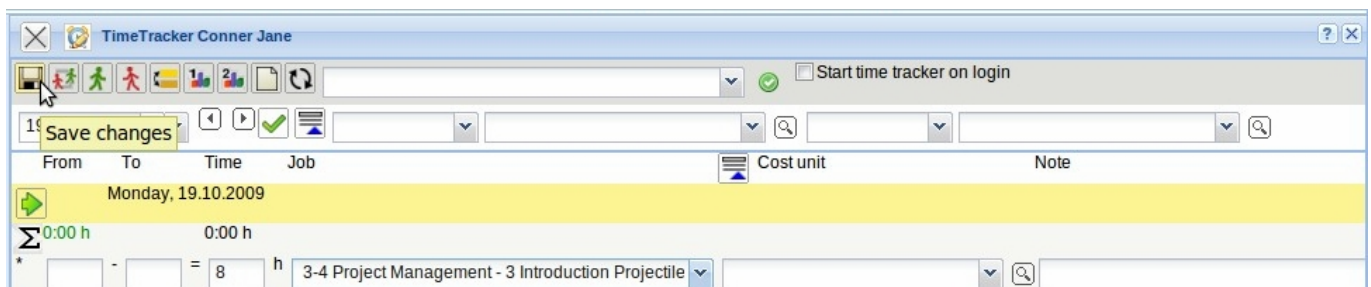 TimeTracker Conner Jane
Start time tracker on login
Save changes
From To Time Job Cost unit Note
Monday, 19.10.2009
Σ 0:00 h 0:00 h
* - = 8 h 3-4 Project Management - 3 Introduction Projectile